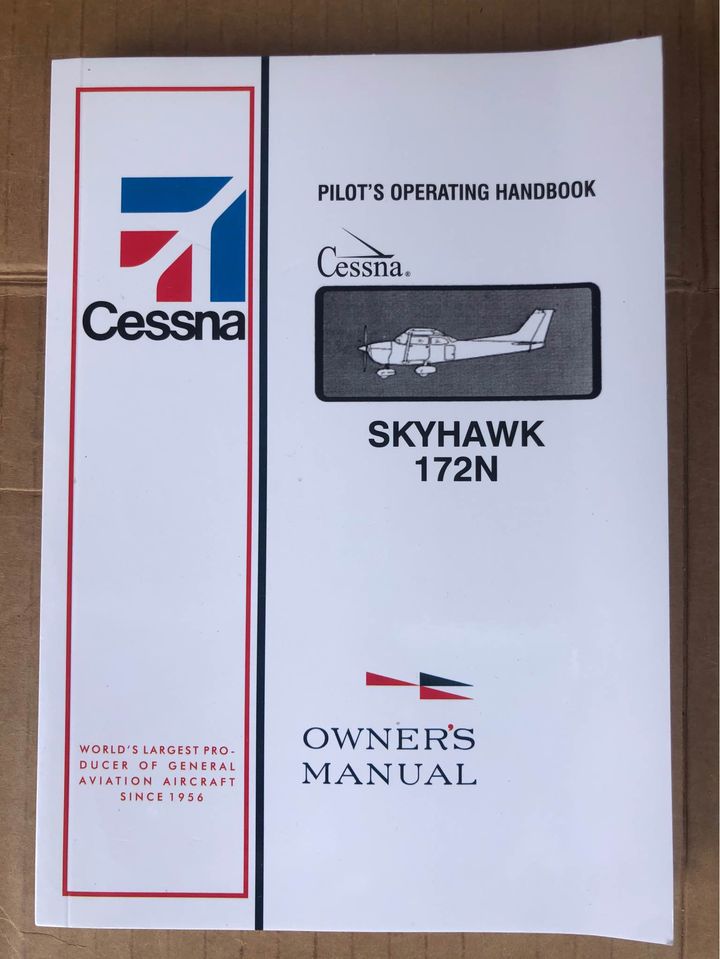 Cessna
WORLD'S LARGEST PRO-
DUCER OF GENERAL
AVIATION AIRCRAFT
SINCE 1956
PILOT'S OPERATING HANDBOOK
Cessna®
SKYHAWK
172N
OWNER'S
MANUAL